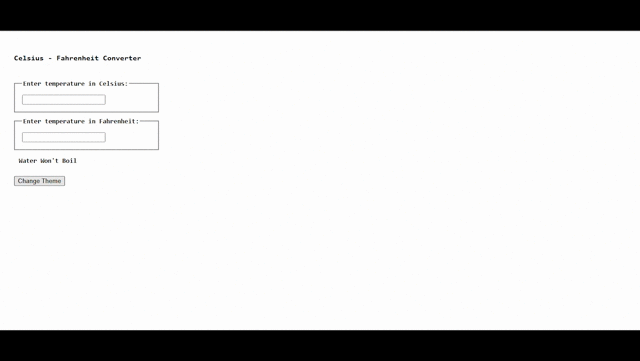 Celsius - Fahrenheit Converter
Enter temperature in Celsius:
Enter temperature in Fahrenheit:
Water Won't Boil
Change Theme